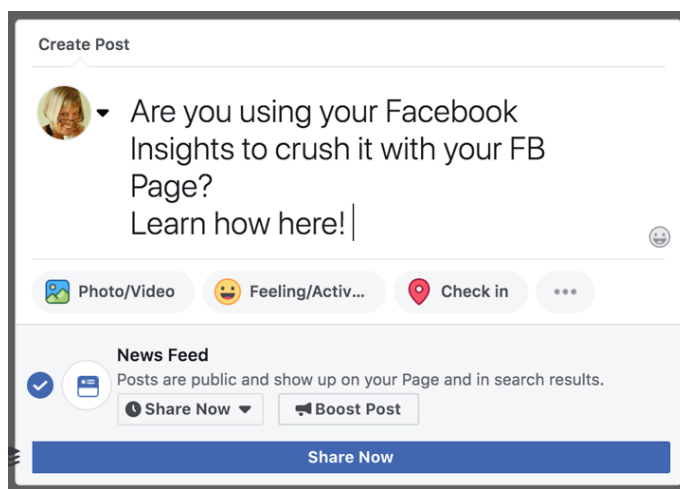 Create Post
Are you using your Facebook
Insights to crush it with your FB
Page?
Learn how here!
Photo/Video
Feeling/Activ...
Check in
News Feed
Posts are public and show up on your Page and in search results.
Share Now
Boost Post
Share Now